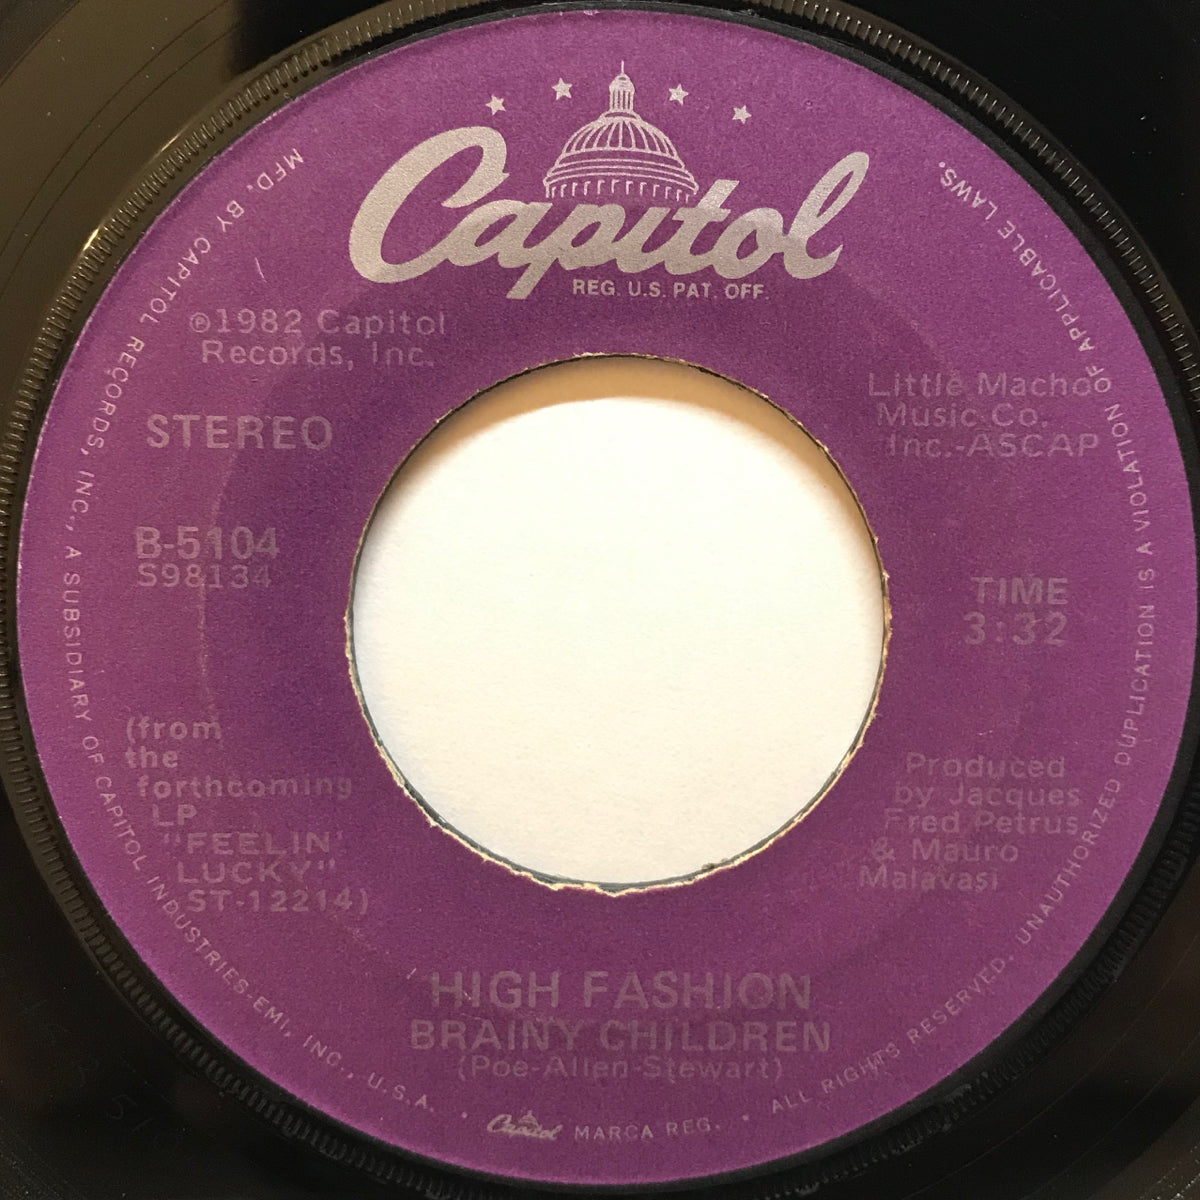 Capitol
REG. U.S. PAT. OFF.
℗1982 Capitol
Records, Inc.
STEREO
B-5104
S98134
(from
the
forthcoming
LP
"FEELIN'
LUCKY"
ST-12214)
Little Machoo
Music Co.
Inc.-ASCAP
TIME
3:32
Produced
by Jacques
Fred Petrus
& Mauro
Malavasi
HIGH FASHION
BRAINY CHILDREN
(Poe-Allen-Stewart)
MFD. BY CAPITOL RECORDS, INC., A SUBSIDIARY OF CAPITOL INDUSTRIES-EMI, INC., U.S.A. • Capitol MARCA REG. • ALL RIGHTS RESERVED. UNAUTHORIZED DUPLICATION IS A VIOLATION OF APPLICABLE LAWS.